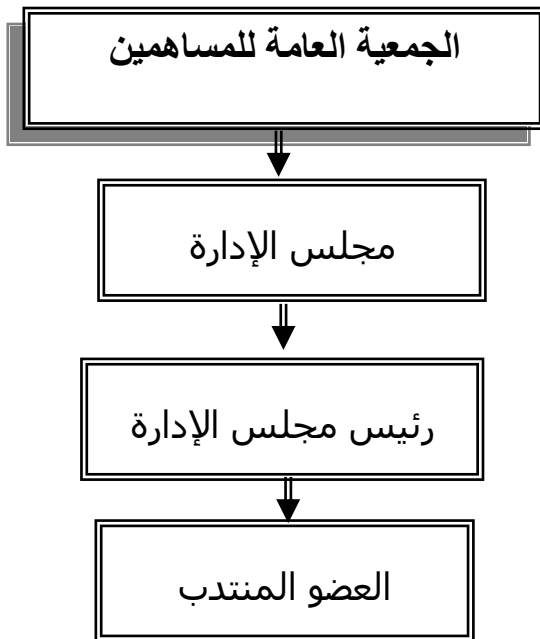 الجمعية العامة للمساهمين
مجلس الإدارة
رئيس مجلس الإدارة
العضو المنتدب